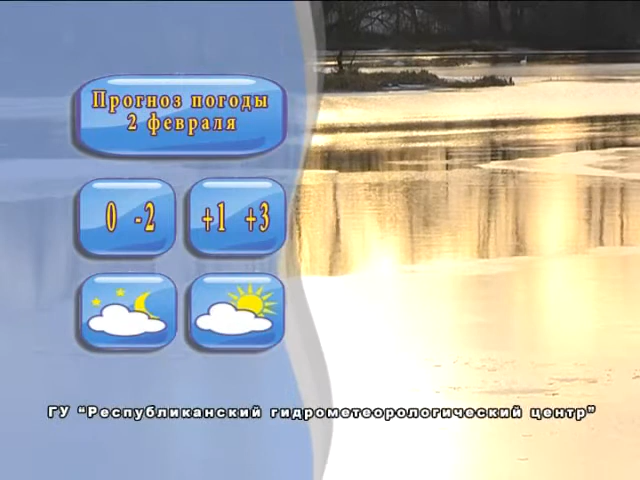 Прогноз погоды
2 февраля
0 -2 +1 +3
ГУ “Республиканский гидрометеорологический центр”